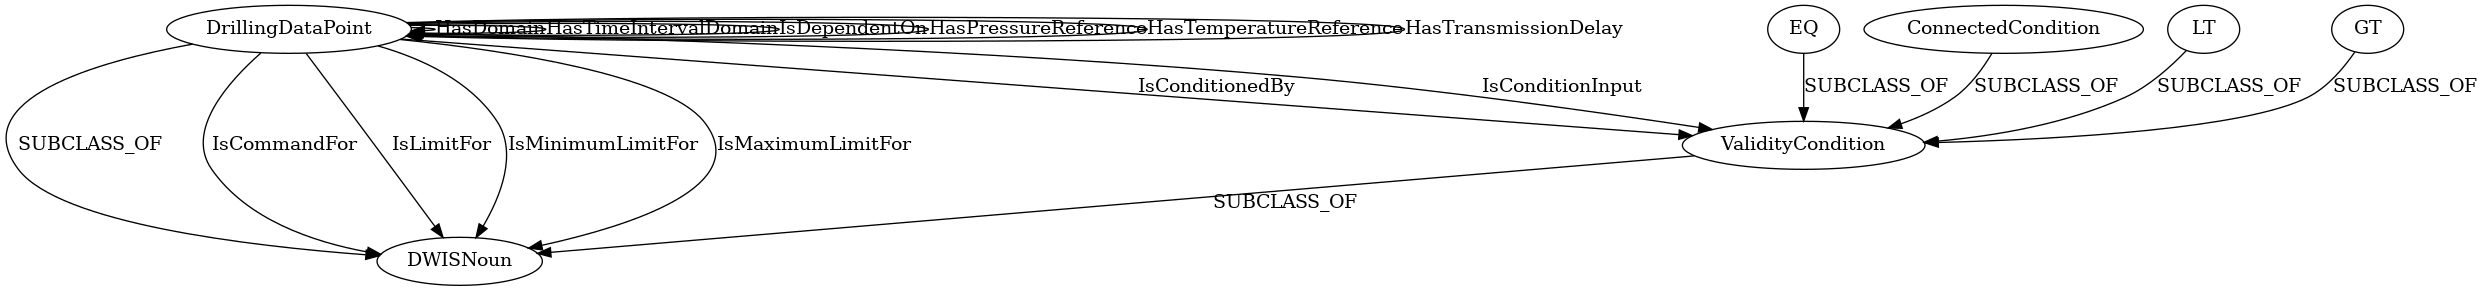 DrillingDataPoint
HasDomain
HasTimeIntervalDomain
IsDependentOn
HasPressureReference
HasTemperatureReference
HasTransmissionDelay
EQ
ConnectedCondition
LT
GT
IsConditionedBy
IsConditionInput
SUBCLASS_OF
SUBCLASS_OF
SUBCLASS_OF
SUBCLASS_OF
SUBCLASS_OF
IsCommandFor
IsLimitFor
IsMinimumLimitFor
IsMaximumLimitFor
ValidityCondition
SUBCLASS_OF
DWISNoun